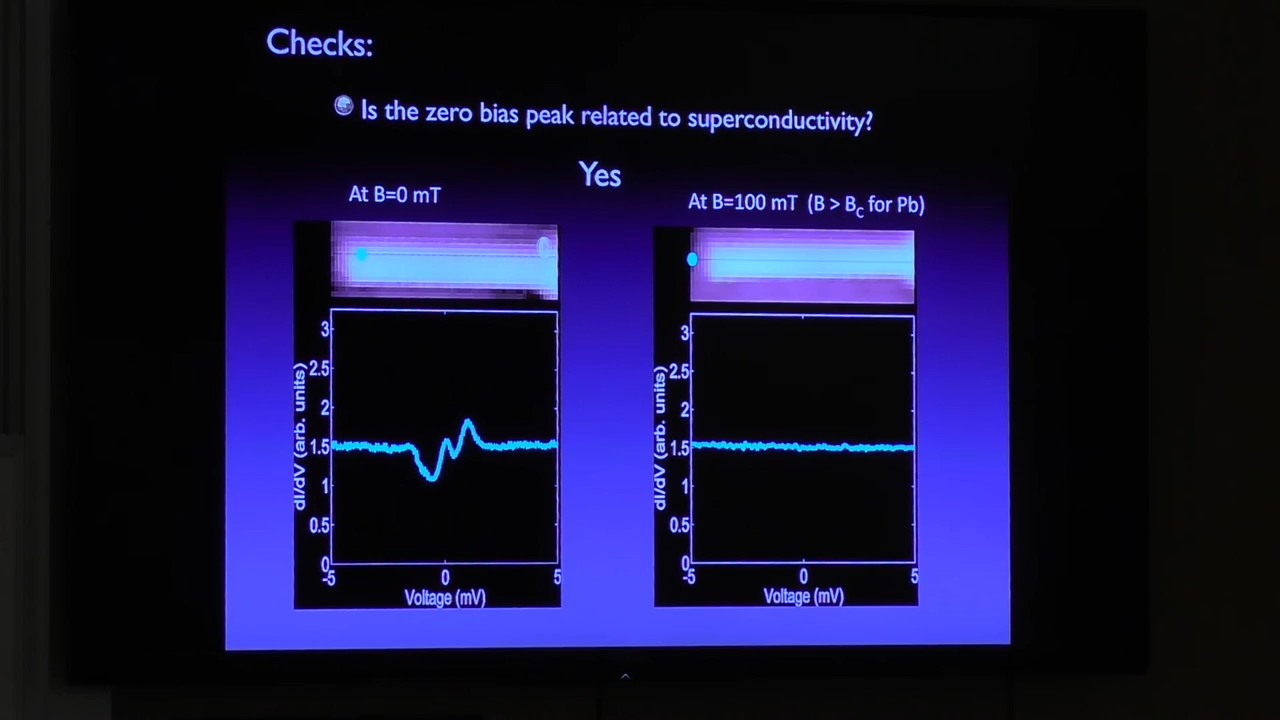 Checks:
Is the zero bias peak related to superconductivity?
Yes
At B=0 mT
At B=100 mT (B > BC for Pb)
dI/dV (arb. units)
3
2.5
2
1.5
1
0.5
0
-5
0
5
Voltage (mV)
dI/dV (arb. units)
3
2.5
2
1.5
1
0.5
0
-5
0
5
Voltage (mV)